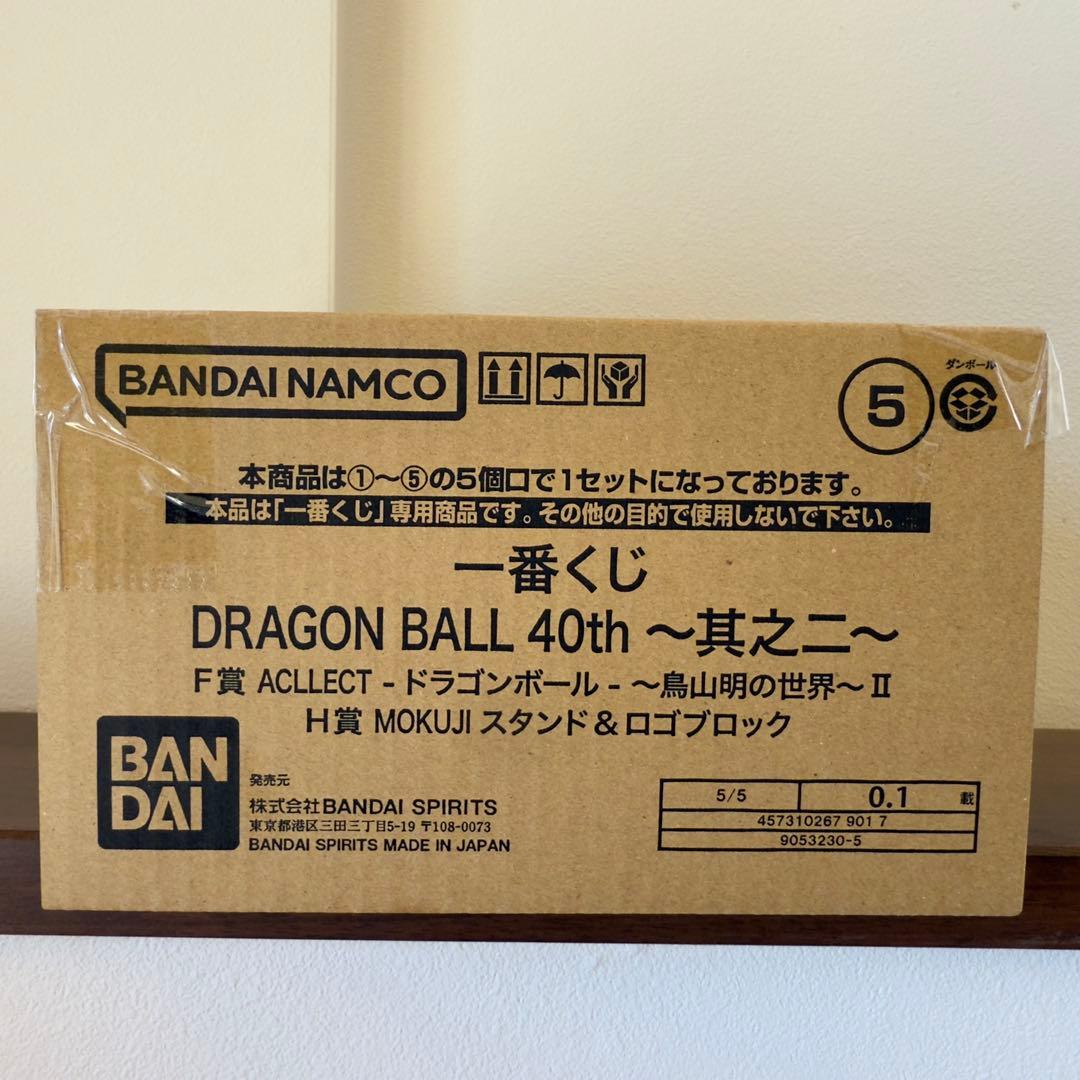 BANDAI NAMCO
5
ダンボール
本商品は①~⑤の5個口で1セットになっております。
本品は「一番くじ」専用商品です。その他の目的で使用しないで下さい。
一番くじ
DRAGON BALL 40th ~其之二~
F賞 ACLLECT -ドラゴンボール- ~鳥山明の世界~Ⅱ
H賞 MOKUJI スタンド&ロゴブロック
BAN
DAI
発売元
株式会社BANDAI SPIRITS
東京都港区三田三丁目5-19 〒108-0073
BANDAI SPIRITS MADE IN JAPAN
5/5 0.1 載
457310267 901 7
9053230-5